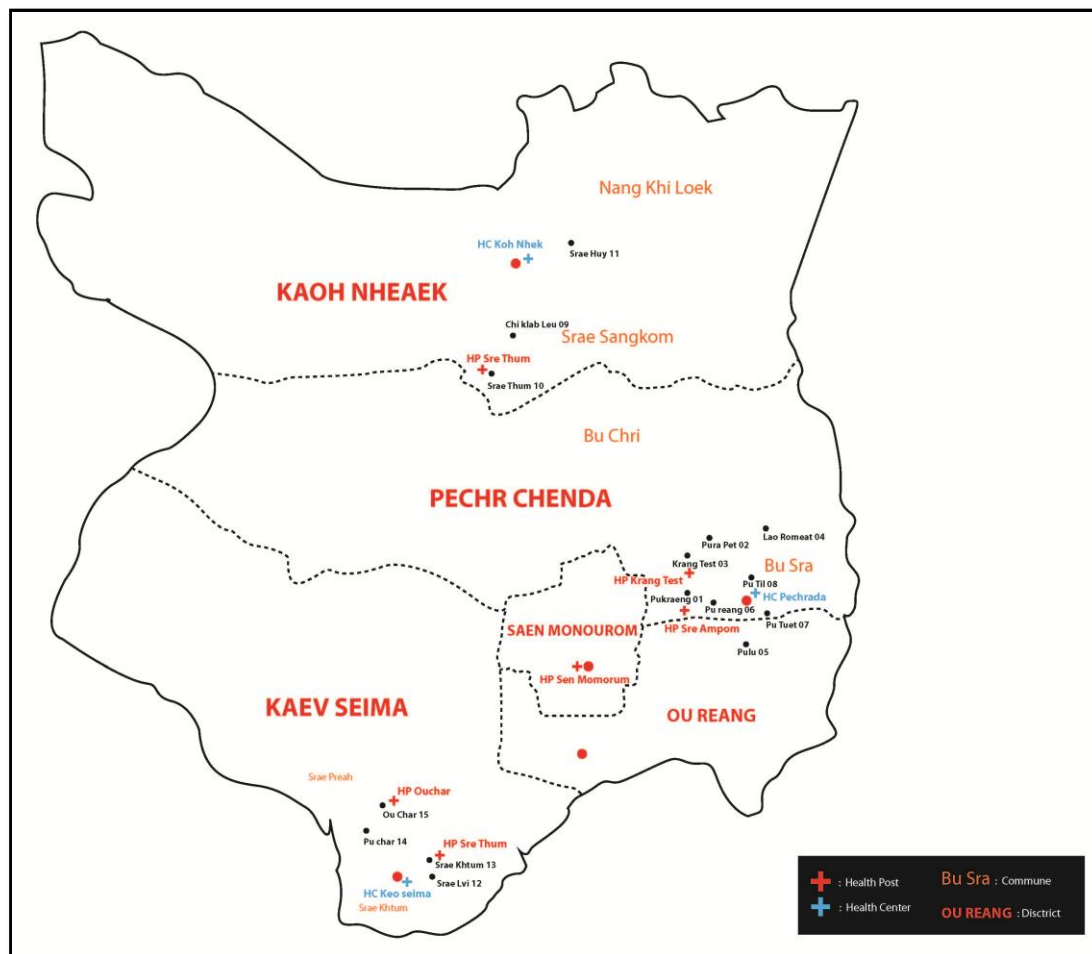 Nang Khi Loek
HC Koh Nhek
Srae Huy 11
KAOH NHEAEK
Chi klab Leu 09
Srae Sangkom
HP Sre Thum
Srae Thum 10
Bu Chri
PECHR CHENDA
Lao Romeat 04
Pura Pet 02
Krang Test 03
Bu Sra
HP Krang Test
Pu Til 08
Pukraeng 01
HC Pechrada
Pu reang 06
Pu Tuet 07
SAEN MONOUROM
HP Sre Ampom
Pulu 05
HP Sen Momorum
KAEV SEIMA
OU REANG
Srae Preah
HP Ouchar
Ou Char 15
Pu char 14
HP Sre Thum
Srae Khtum 13
Srae Lvi 12
HC Keo seima
Srae Khtum
: Health Post
Bu Sra : Commune
: Health Center
OU REANG : Disctrict